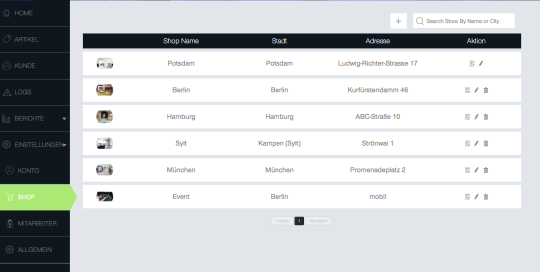 HOME
ARTIKEL
KUNDE
LOGS
BERICHTE
EINSTELLUNGEN
KONTO
SHOP
MITARBEITER
ALLGEMEIN
+ Search Store By Name or City
Shop Name Stadt Adresse Aktion
Potsdam Potsdam Ludwig-Richter-Strasse 17
Berlin Berlin Kurfürstendamm 46
Hamburg Hamburg ABC-Straße 10
Sylt Kampen (Sylt) Strönwai 1
München München Promenadeplatz 2
Event Berlin mobil
1